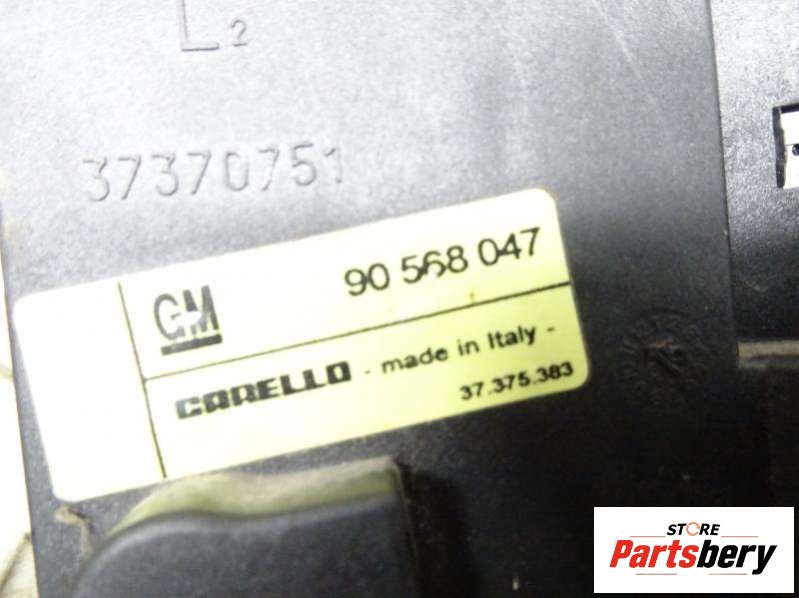 L2
37370751
90 568 047
GM
CARELLO - made in Italy -
37.375.383
STORE
Partsbery